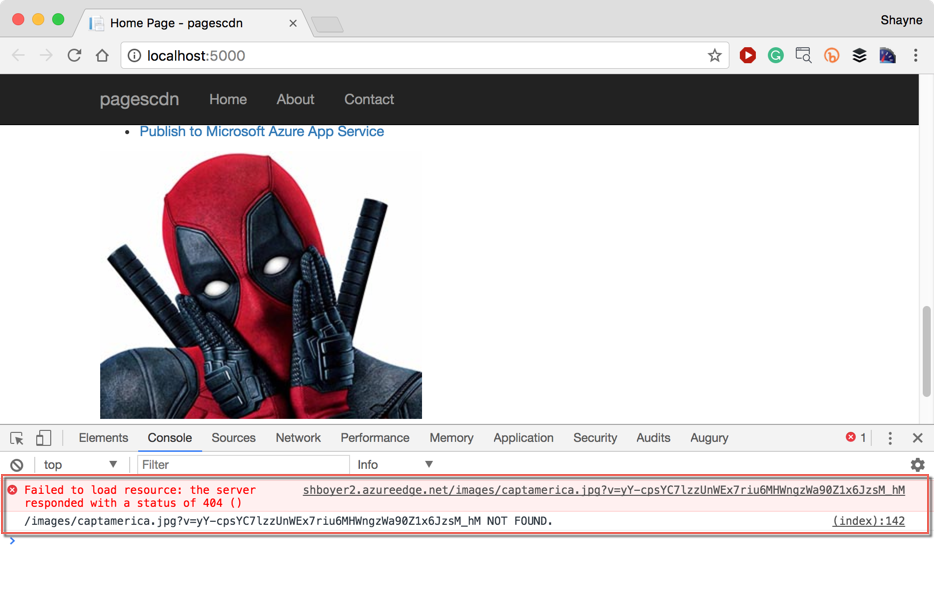 Home Page - pagescdn
Shayne
localhost:5000
pagescdn Home About Contact
Publish to Microsoft Azure App Service
Elements Console Sources Network Performance Memory Application Security Audits Augury 1
top Filter Info
Failed to load resource: the server shboyer2.azureedge.net/images/captamerica.jpg?v=yY-cpsYC7lzzUnWEx7riu6MHWngzWa90Z1x6JzsM_hM
responded with a status of 404 ()
/images/captamerica.jpg?v=yY-cpsYC7lzzUnWEx7riu6MHWngzWa90Z1x6JzsM_hM NOT FOUND. (index):142